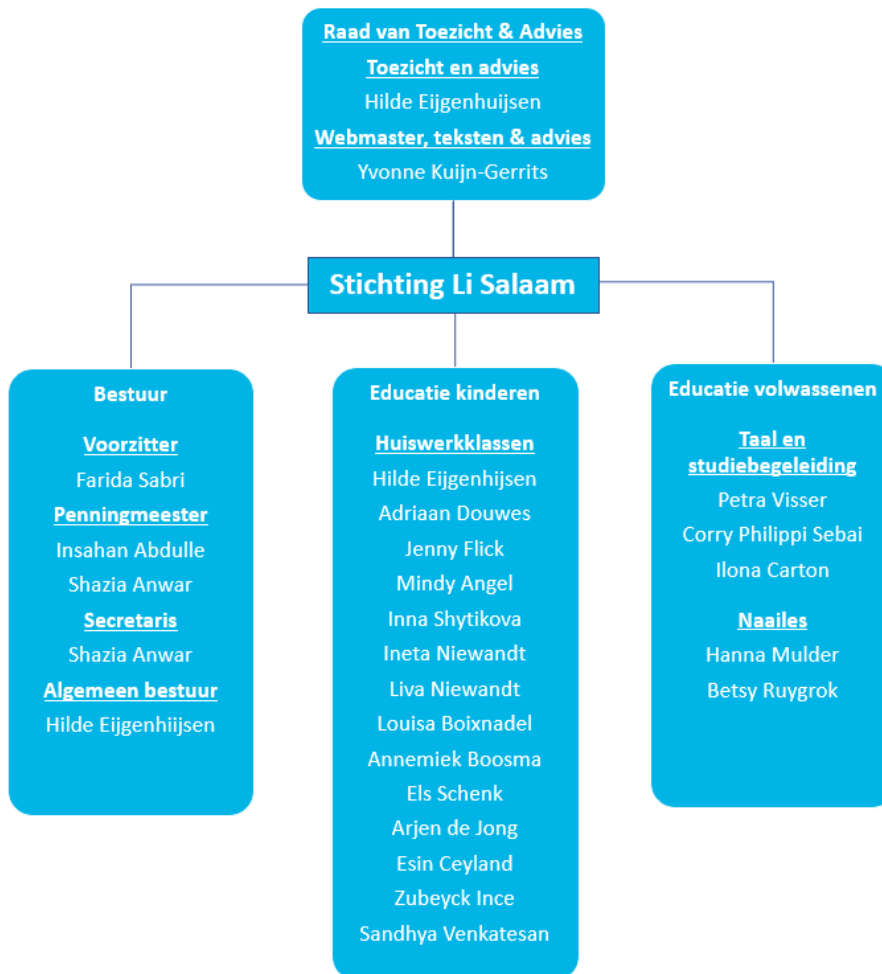 Raad van Toezicht & Advies
Toezicht en advies
Hilde Eijgenhuijsen
Webmaster, teksten & advies
Yvonne Kuijn-Gerrits
Stichting Li Salaam
Bestuur
Voorzitter
Farida Sabri
Penningmeester
Insahan Abdulle
Shazia Anwar
Secretaris
Shazia Anwar
Algemeen bestuur
Hilde Eijgenhiijsen
Educatie kinderen
Huiswerkklassen
Hilde Eijgenhijsen
Adriaan Douwes
Jenny Flick
Mindy Angel
Inna Shytikova
Ineta Niewandt
Liva Niewandt
Louisa Boixnadel
Annemiek Boosma
Els Schenk
Arjen de Jong
Esin Ceyland
Zubeyck Ince
Sandhya Venkatesan
Educatie volwassenen
Taal en
studiebegeleiding
Petra Visser
Corry Philippi Sebai
Ilona Carton
Naailes
Hanna Mulder
Betsy Ruygrok